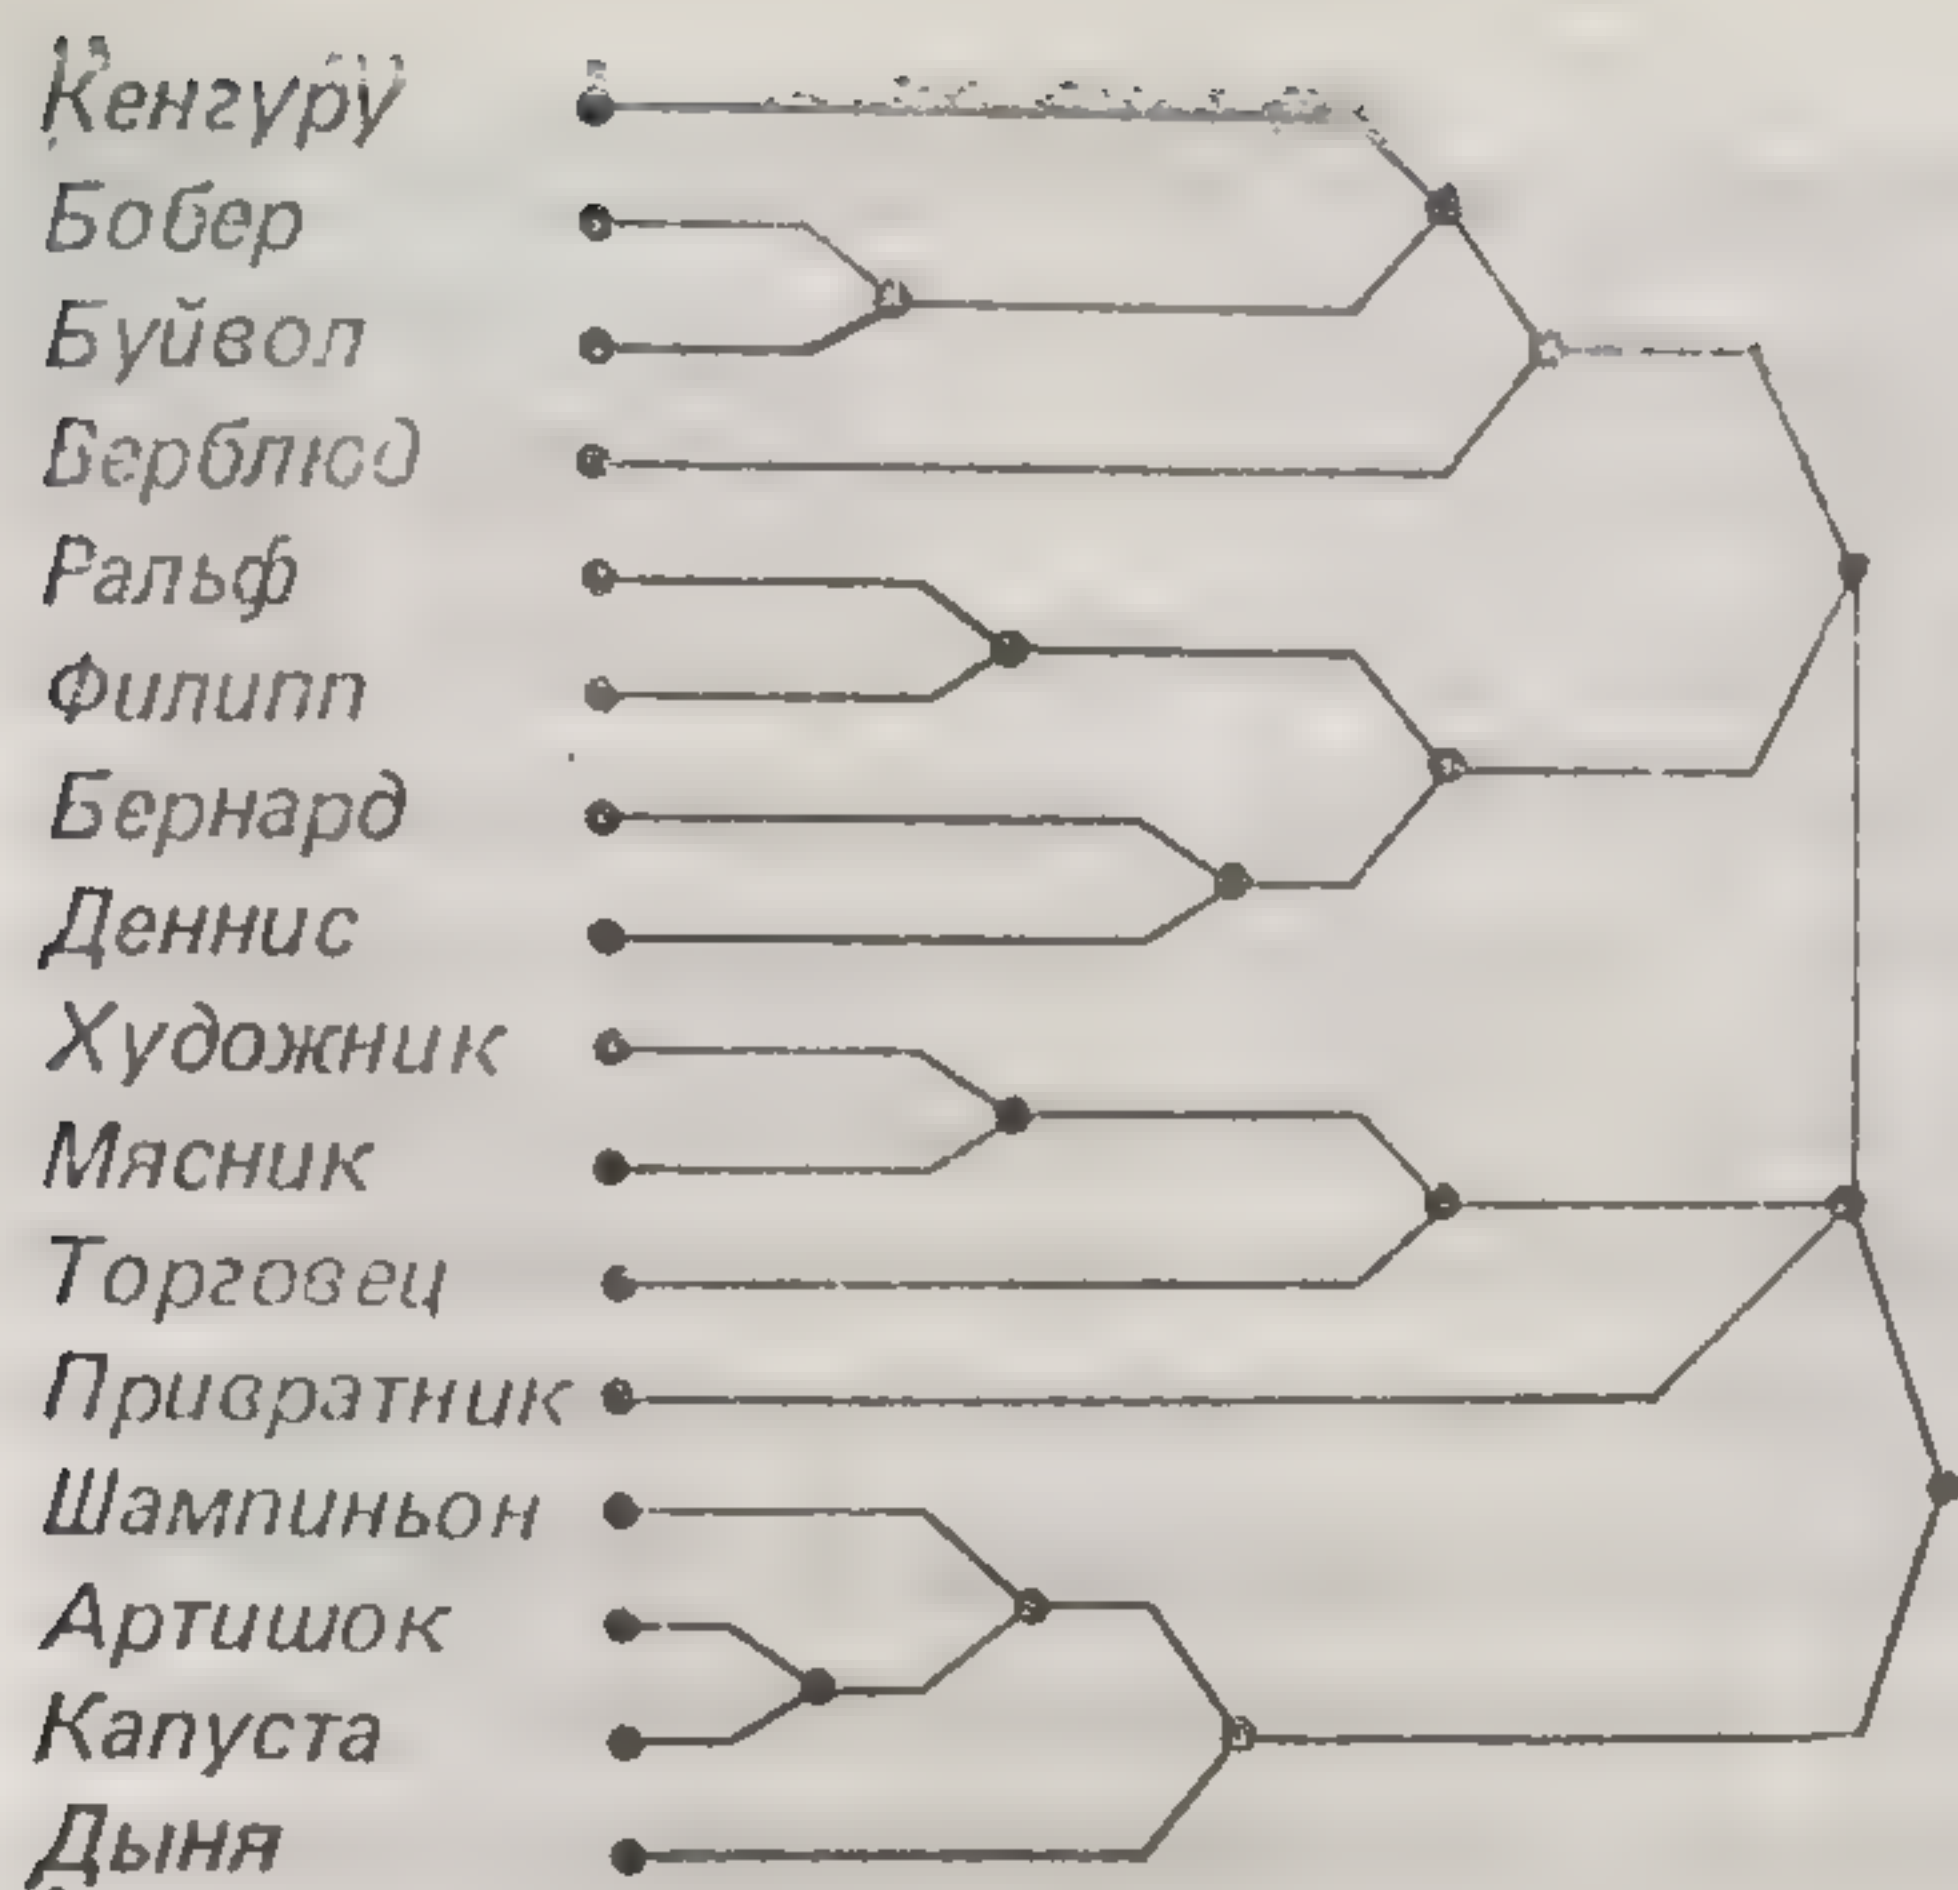 Кенгуру
Бобер
Буйвол
Верблюд
Ральф
Филипп
Бернард
Деннис
Художник
Мясник
Торговец
Привратник
Шампиньон
Артишок
Капуста
Дыня